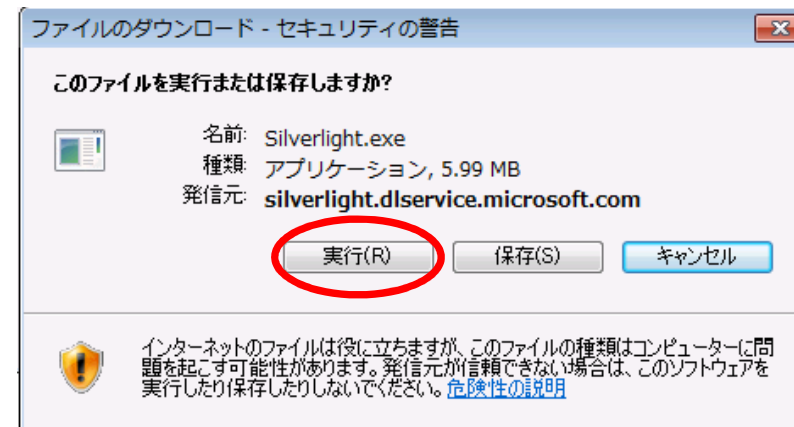 ファイルのダウンロード - セキュリティの警告
このファイルを実行または保存しますか?
名前: Silverlight.exe
種類: アプリケーション, 5.99 MB
発信元: silverlight.dlservice.microsoft.com
実行(R) 保存(S) キャンセル
インターネットのファイルは役に立ちますが、このファイルの種類はコンピューターに問
題を起こす可能性があります。発信元が信頼できない場合は、このソフトウェアを
実行したり保存したりしないでください。危険性の説明